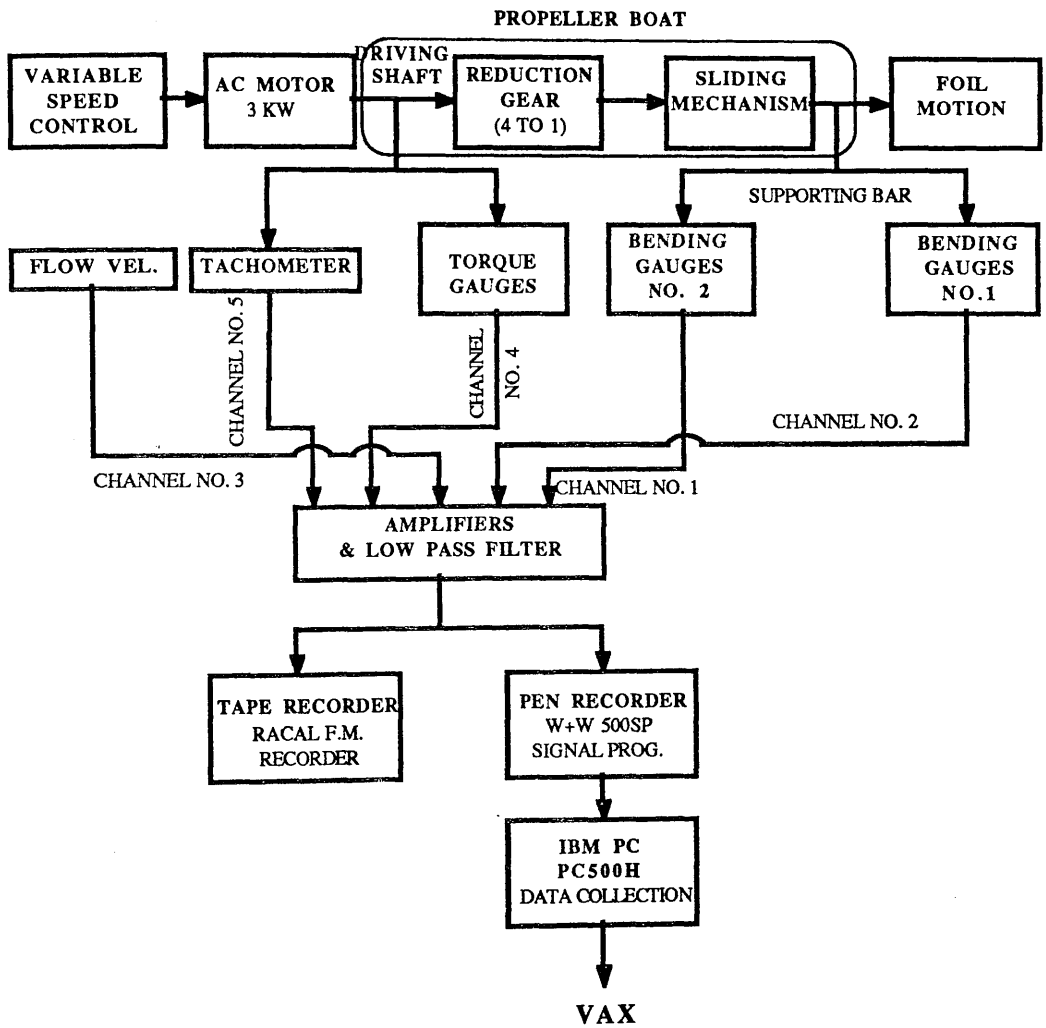 PROPELLER BOAT
VARIABLE
SPEED
CONTROL
AC MOTOR
3 KW
DRIVING
SHAFT
REDUCTION
GEAR
(4 TO 1)
SLIDING
MECHANISM
FOIL
MOTION
SUPPORTING BAR
FLOW VEL.
TACHOMETER
TORQUE
GAUGES
BENDING
GAUGES
NO. 2
BENDING
GAUGES
NO.1
CHANNEL NO. 5
CHANNEL
NO. 4
CHANNEL NO. 2
CHANNEL NO. 3
CHANNEL NO. 1
AMPLIFIERS
& LOW PASS FILTER
TAPE RECORDER
RACAL F.M.
RECORDER
PEN RECORDER
W+W 500SP
SIGNAL PROG.
IBM PC
PC500H
DATA COLLECTION
VAX